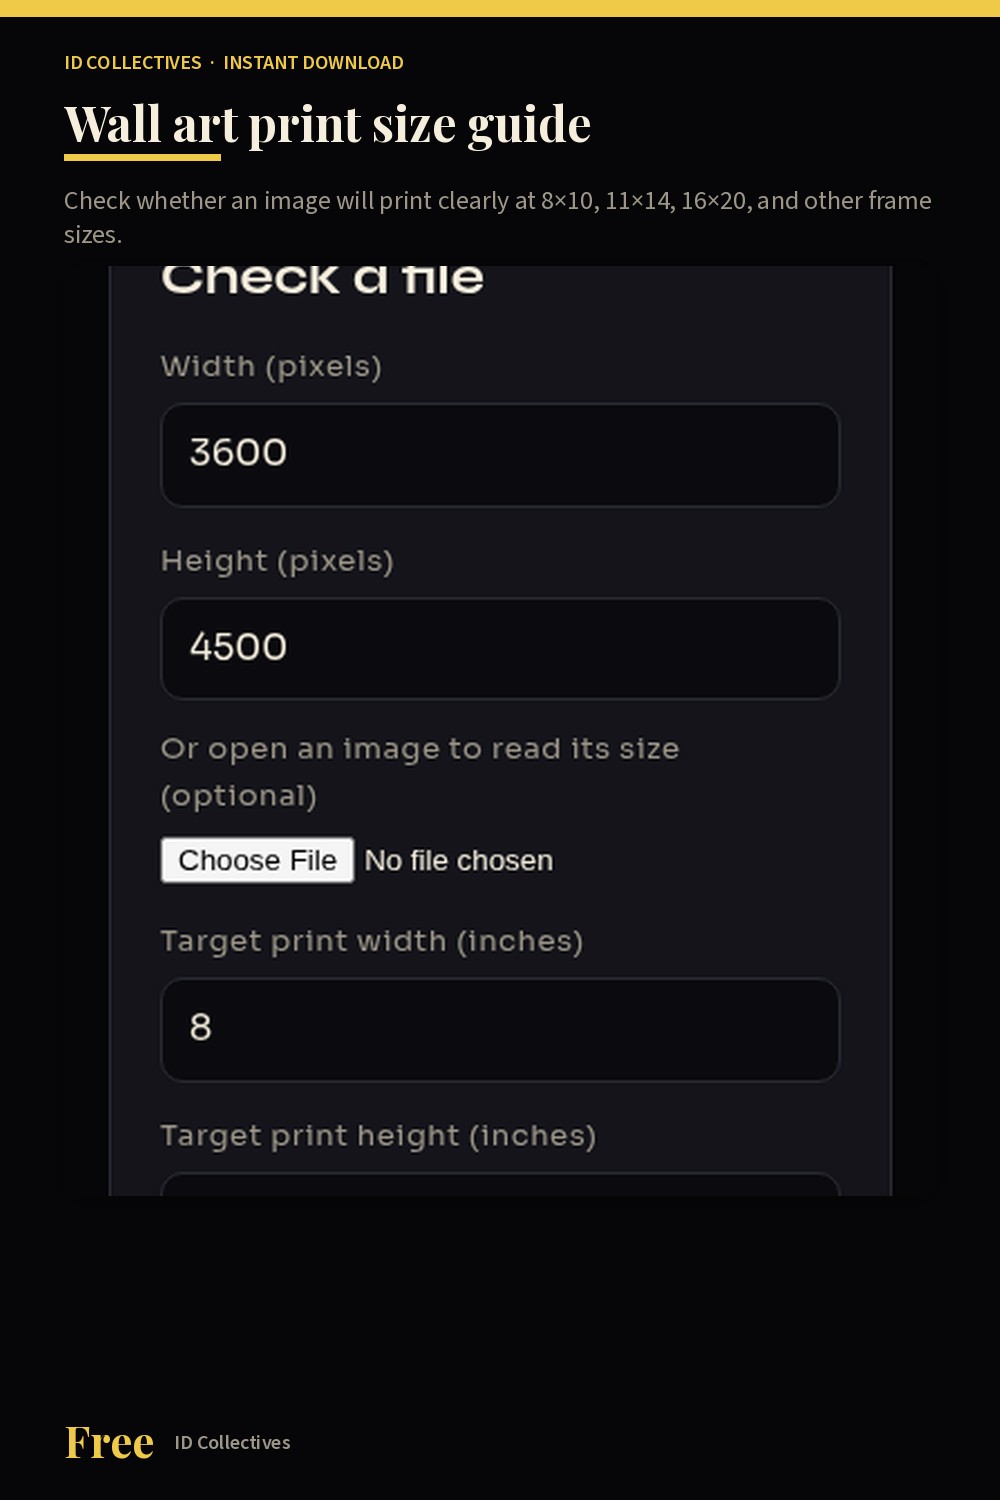 ID COLLECTIVES · INSTANT DOWNLOAD
Wall art print size guide
Check whether an image will print clearly at 8×10, 11×14, 16×20, and other frame
sizes.
Check a file
Width (pixels)
3600
Height (pixels)
4500
Or open an image to read its size
(optional)
Choose File No file chosen
Target print width (inches)
8
Target print height (inches)
Free ID Collectives